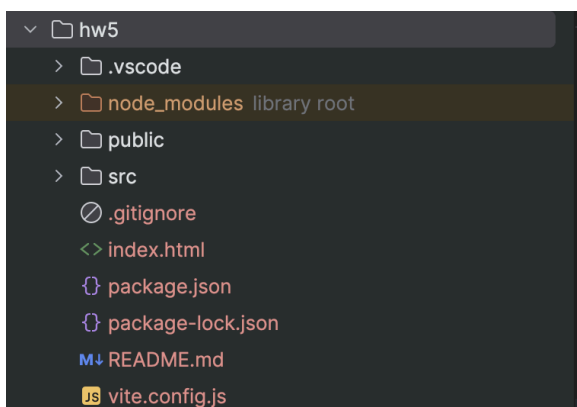 hw5
.vscode
node_modules library root
public
src
.gitignore
<> index.html
{} package.json
{} package-lock.json
M↓ README.md
JS vite.config.js